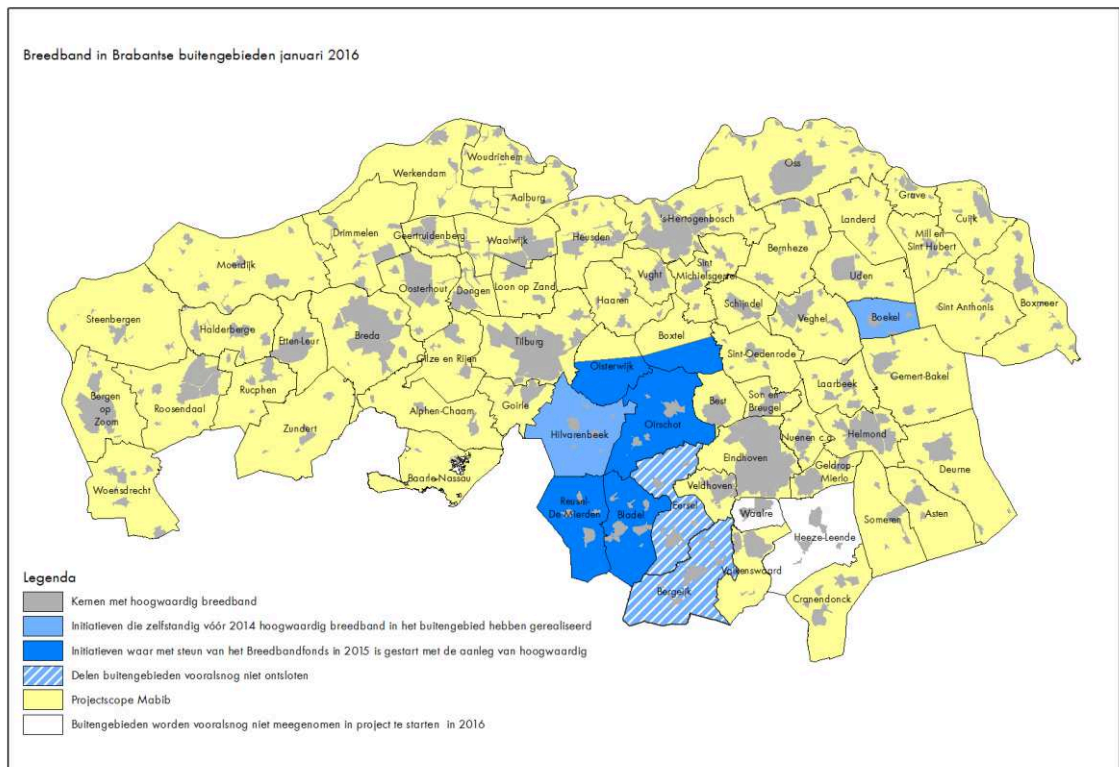 Breedband in Brabantse buitengebieden januari 2016
Woudrichem
Werkendam
Aalburg
Oss
Grave
Cuijk
Drimmelen
Geertruidenberg
Waalwijk
Heusden
's-Hertogenbosch
Landerd
Mill en
Sint Hubert
Moerdijk
Bernheze
Oosterhout
Dongen
Loon op Zand
Vught
Sint
Michielsgestel
Uden
Haaren
Steenbergen
Halderberge
Etten-Leur
Breda
Schijndel
Veghel
Boekel
Sint Anthonis
Boxmeer
Tilburg
Boxtel
Gilze en Rijen
Sint-Oedenrode
Oisterwijk
Laarbeek
Gemert-Bakel
Bergen
op
Zoom
Roosendaal
Rucphen
Zundert
Alphen-Chaam
Goirle
Best
Son en
Breugel
Hilvarenbeek
Oirschot
Nuenen c.a.
Helmond
Eindhoven
Geldrop-
Mierlo
Deurne
Woensdrecht
Baarle-Nassau
Veldhoven
Reusel-
De Mierden
Bladel
Eersel
Waalre
Heeze-Leende
Someren
Asten
Valkenswaard
Bergeijk
Cranendonck
Legenda
Kernen met hoogwaardig breedband
Initiatieven die zelfstandig vóór 2014 hoogwaardig breedband in het buitengebied hebben gerealiseerd
Initiatieven waar met steun van het Breedbandfonds in 2015 is gestart met de aanleg van hoogwaardig
Delen buitengebieden vooralsnog niet ontsloten
Projectscope Mabib
Buitengebieden worden vooralsnog niet meegenomen in project te starten in 2016